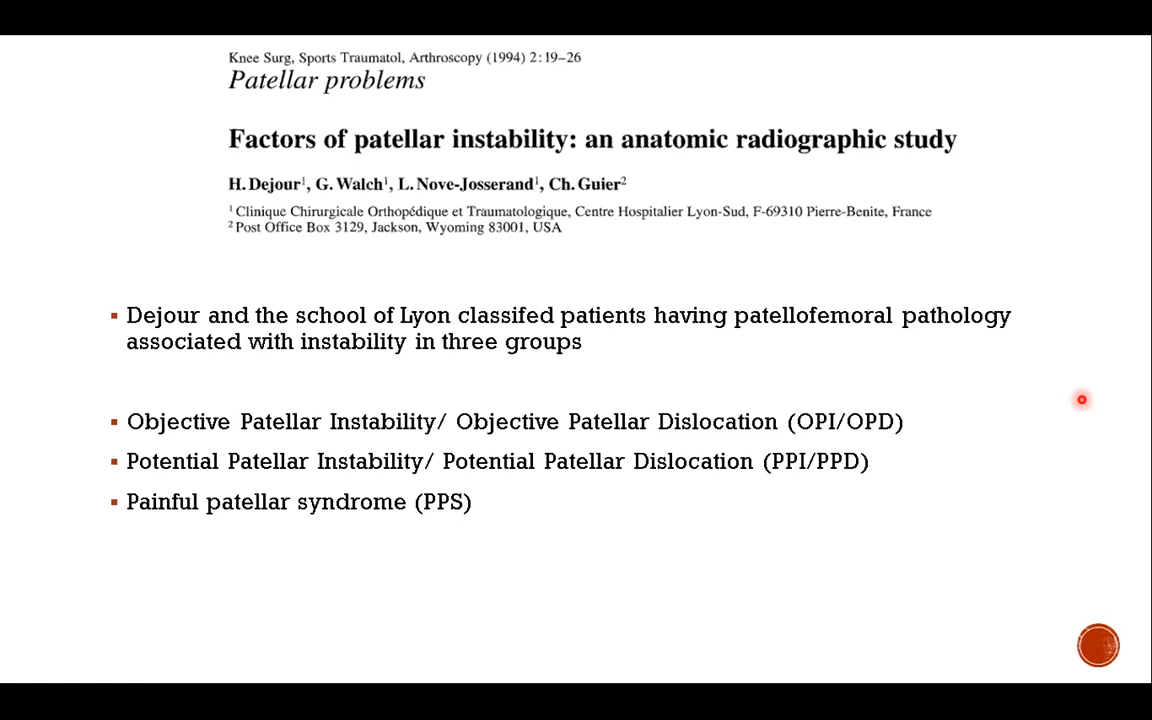 Knee Surg, Sports Traumatol, Arthroscopy (1994) 2:19–26
Patellar problems
Factors of patellar instability: an anatomic radiographic study
H. Dejour¹, G. Walch¹, L. Nove-Josserand¹, Ch. Guier²
¹ Clinique Chirurgicale Orthopédique et Traumatologique, Centre Hospitalier Lyon-Sud, F-69310 Pierre-Benite, France
² Post Office Box 3129, Jackson, Wyoming 83001, USA
▪ Dejour and the school of Lyon classifed patients having patellofemoral pathology
associated with instability in three groups
▪ Objective Patellar Instability/ Objective Patellar Dislocation (OPI/OPD)
▪ Potential Patellar Instability/ Potential Patellar Dislocation (PPI/PPD)
▪ Painful patellar syndrome (PPS)